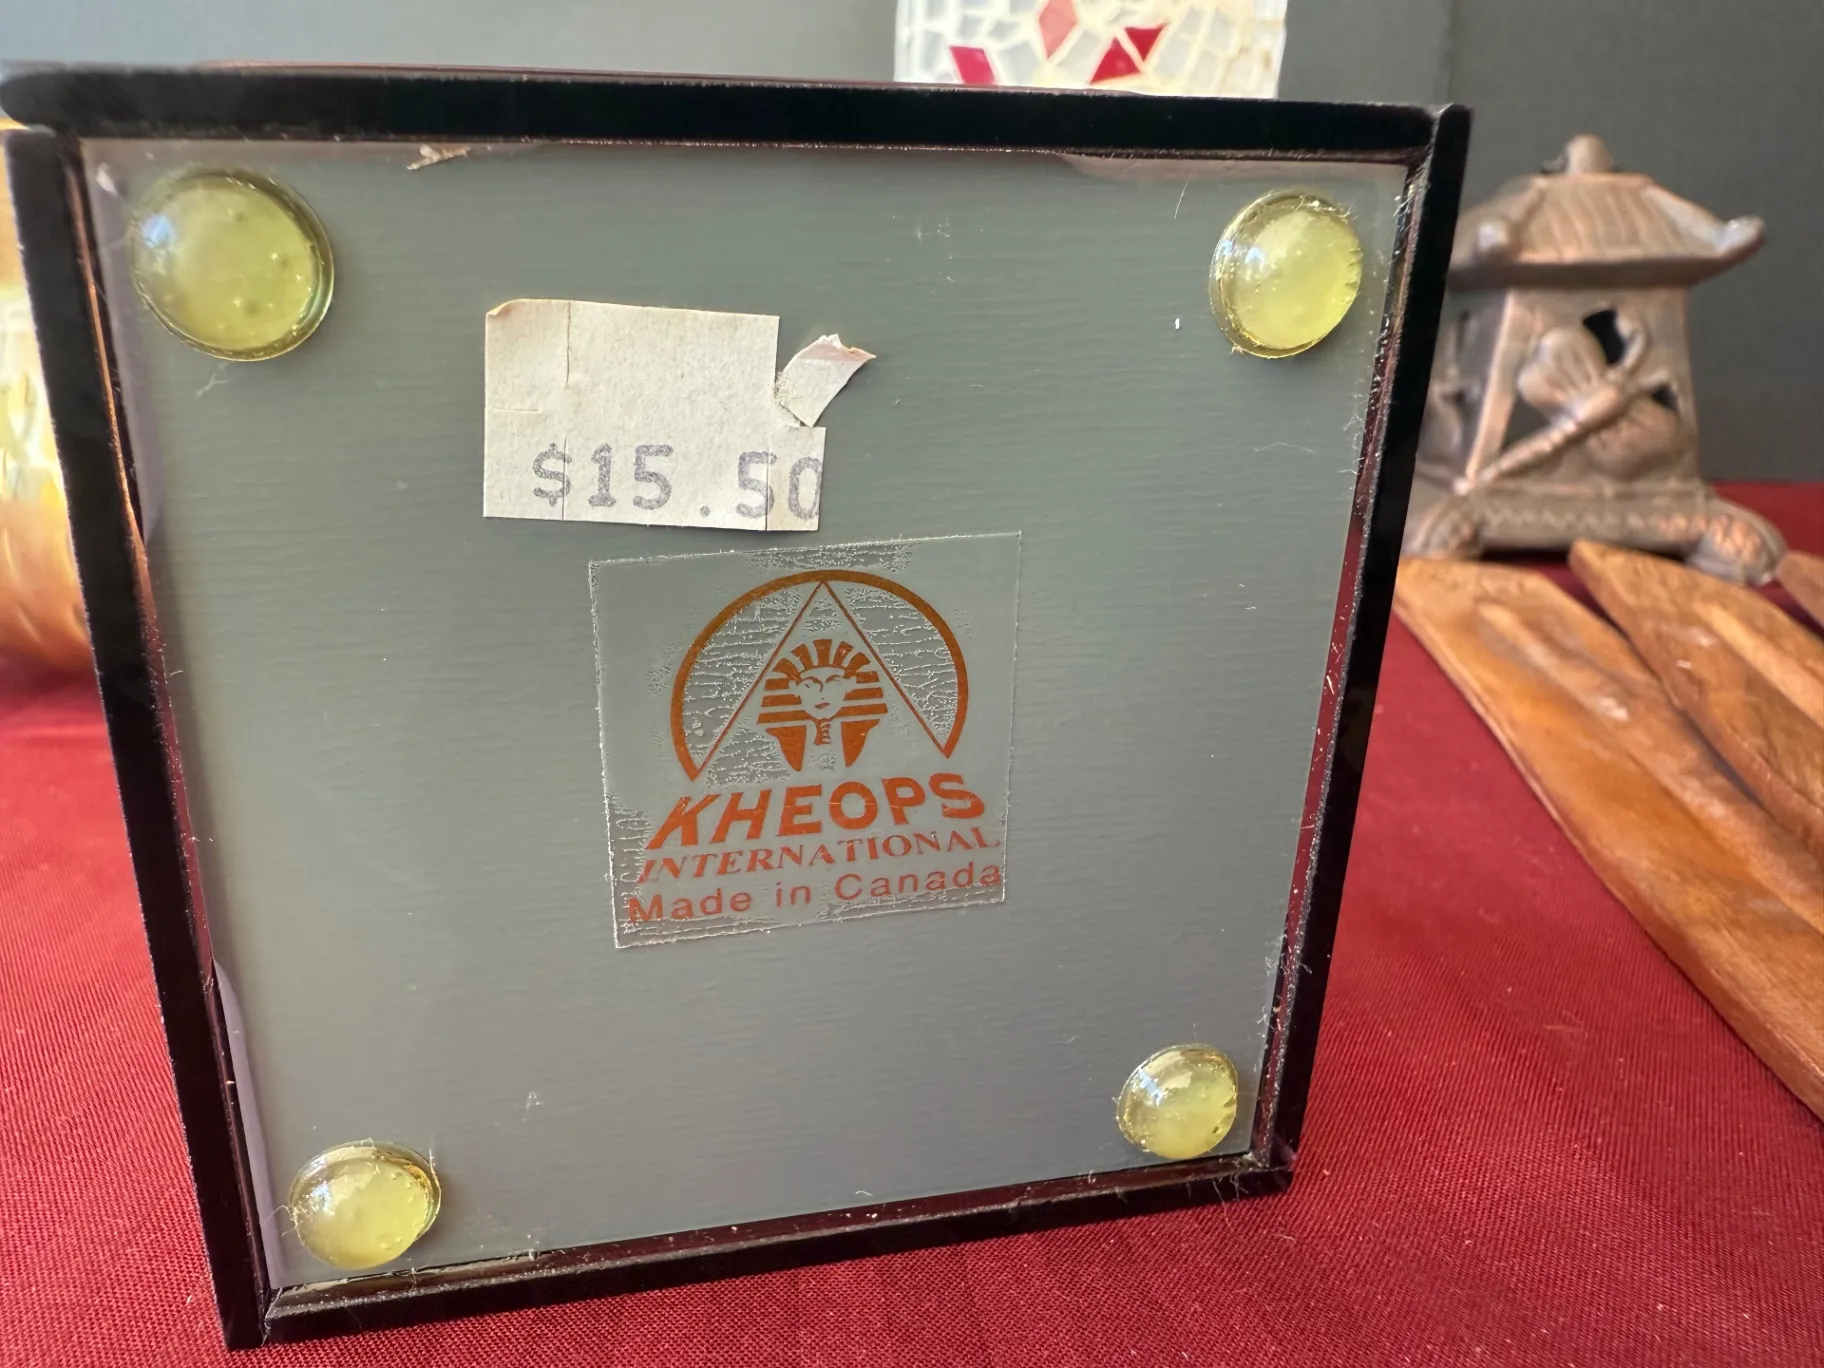 $15.50
KHEOPS
INTERNATIONAL
Made in Canada